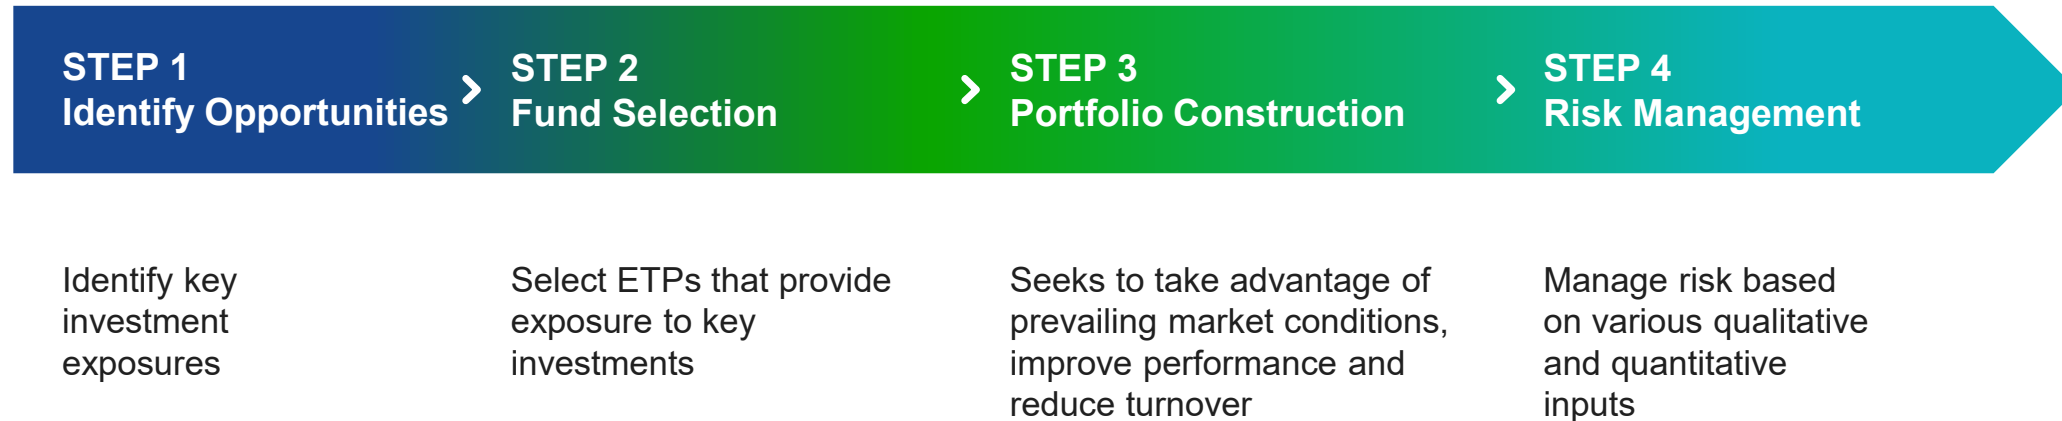 STEP 1
Identify Opportunities
STEP 2
Fund Selection
STEP 3
Portfolio Construction
STEP 4
Risk Management
Identify key
investment
exposures
Select ETPs that provide
exposure to key
investments
Seeks to take advantage of
prevailing market conditions,
improve performance and
reduce turnover
Manage risk based
on various qualitative
and quantitative
inputs